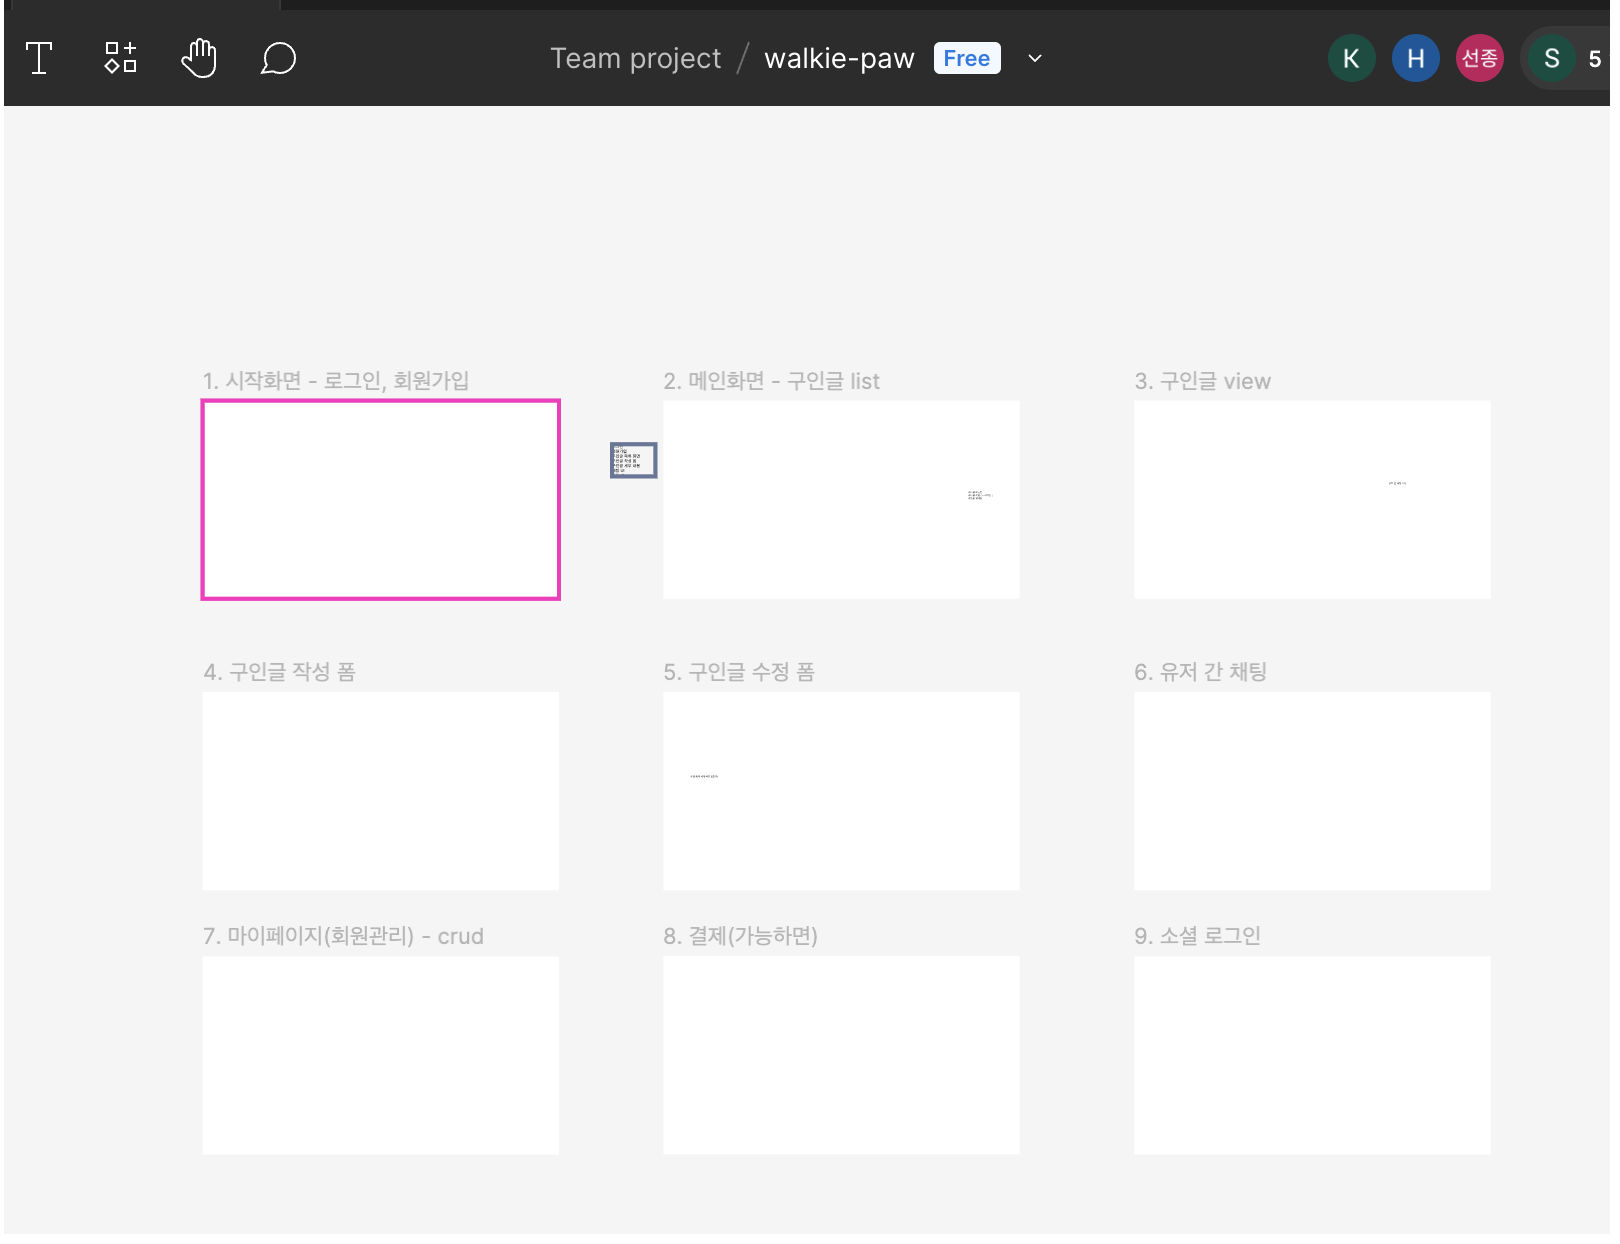 Team project / walkie-paw Free
K H 선종 S 5
1. 시작화면 - 로그인, 회원가입
2. 메인화면 - 구인글 list
3. 구인글 view
4. 구인글 작성 폼
5. 구인글 수정 폼
6. 유저 간 채팅
7. 마이페이지(회원관리) - crud
8. 결제(가능하면)
9. 소셜 로그인